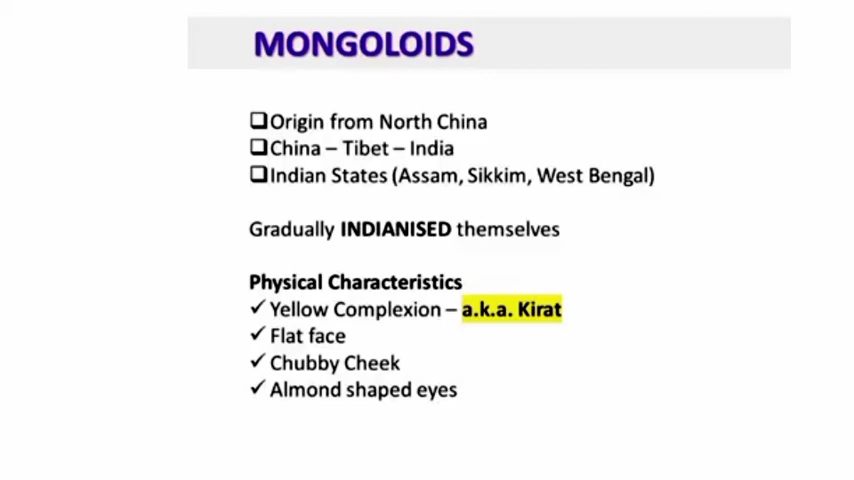 MONGOLOIDS
Origin from North China
China – Tibet – India
Indian States (Assam, Sikkim, West Bengal)
Gradually INDIANISED themselves
Physical Characteristics
✓ Yellow Complexion – a.k.a. Kirat
✓ Flat face
✓ Chubby Cheek
✓ Almond shaped eyes